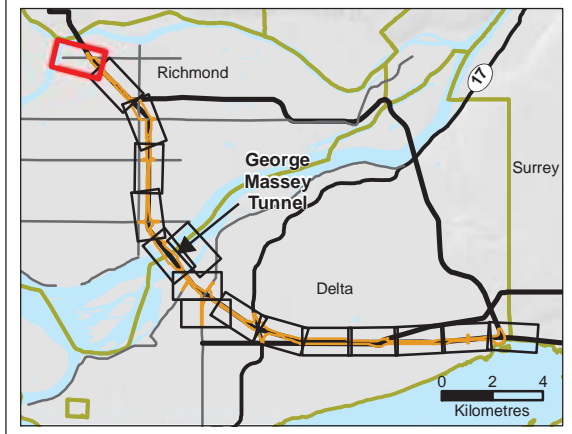 Richmond
17
George
Massey
Tunnel
Surrey
Delta
0 2 4
Kilometres